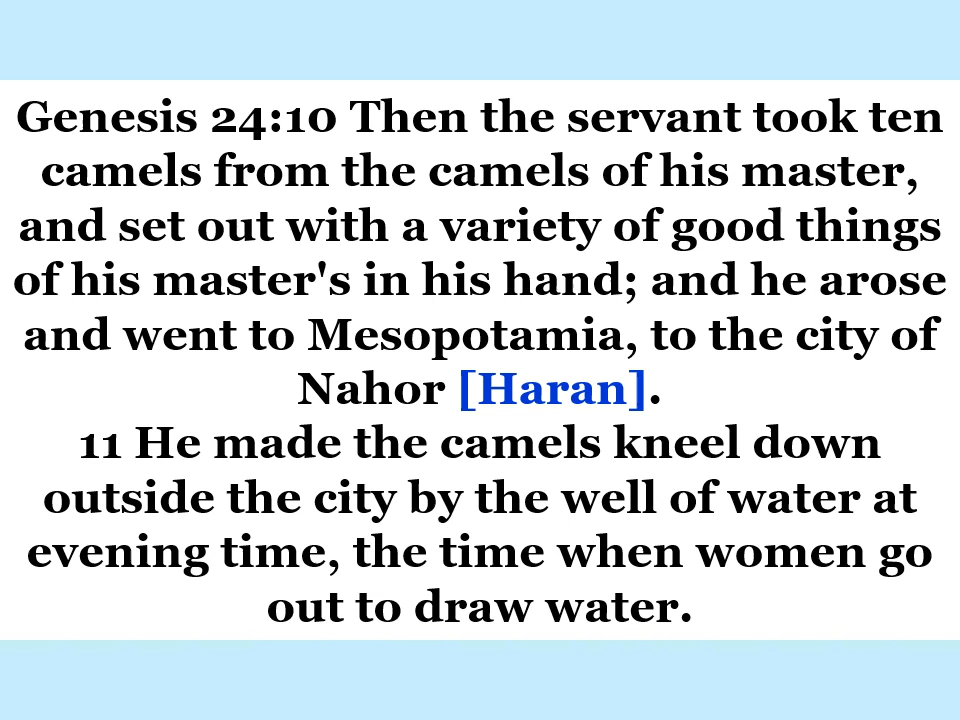 Genesis 24:10 Then the servant took ten
camels from the camels of his master,
and set out with a variety of good things
of his master's in his hand; and he arose
and went to Mesopotamia, to the city of
Nahor [Haran].
11 He made the camels kneel down
outside the city by the well of water at
evening time, the time when women go
out to draw water.